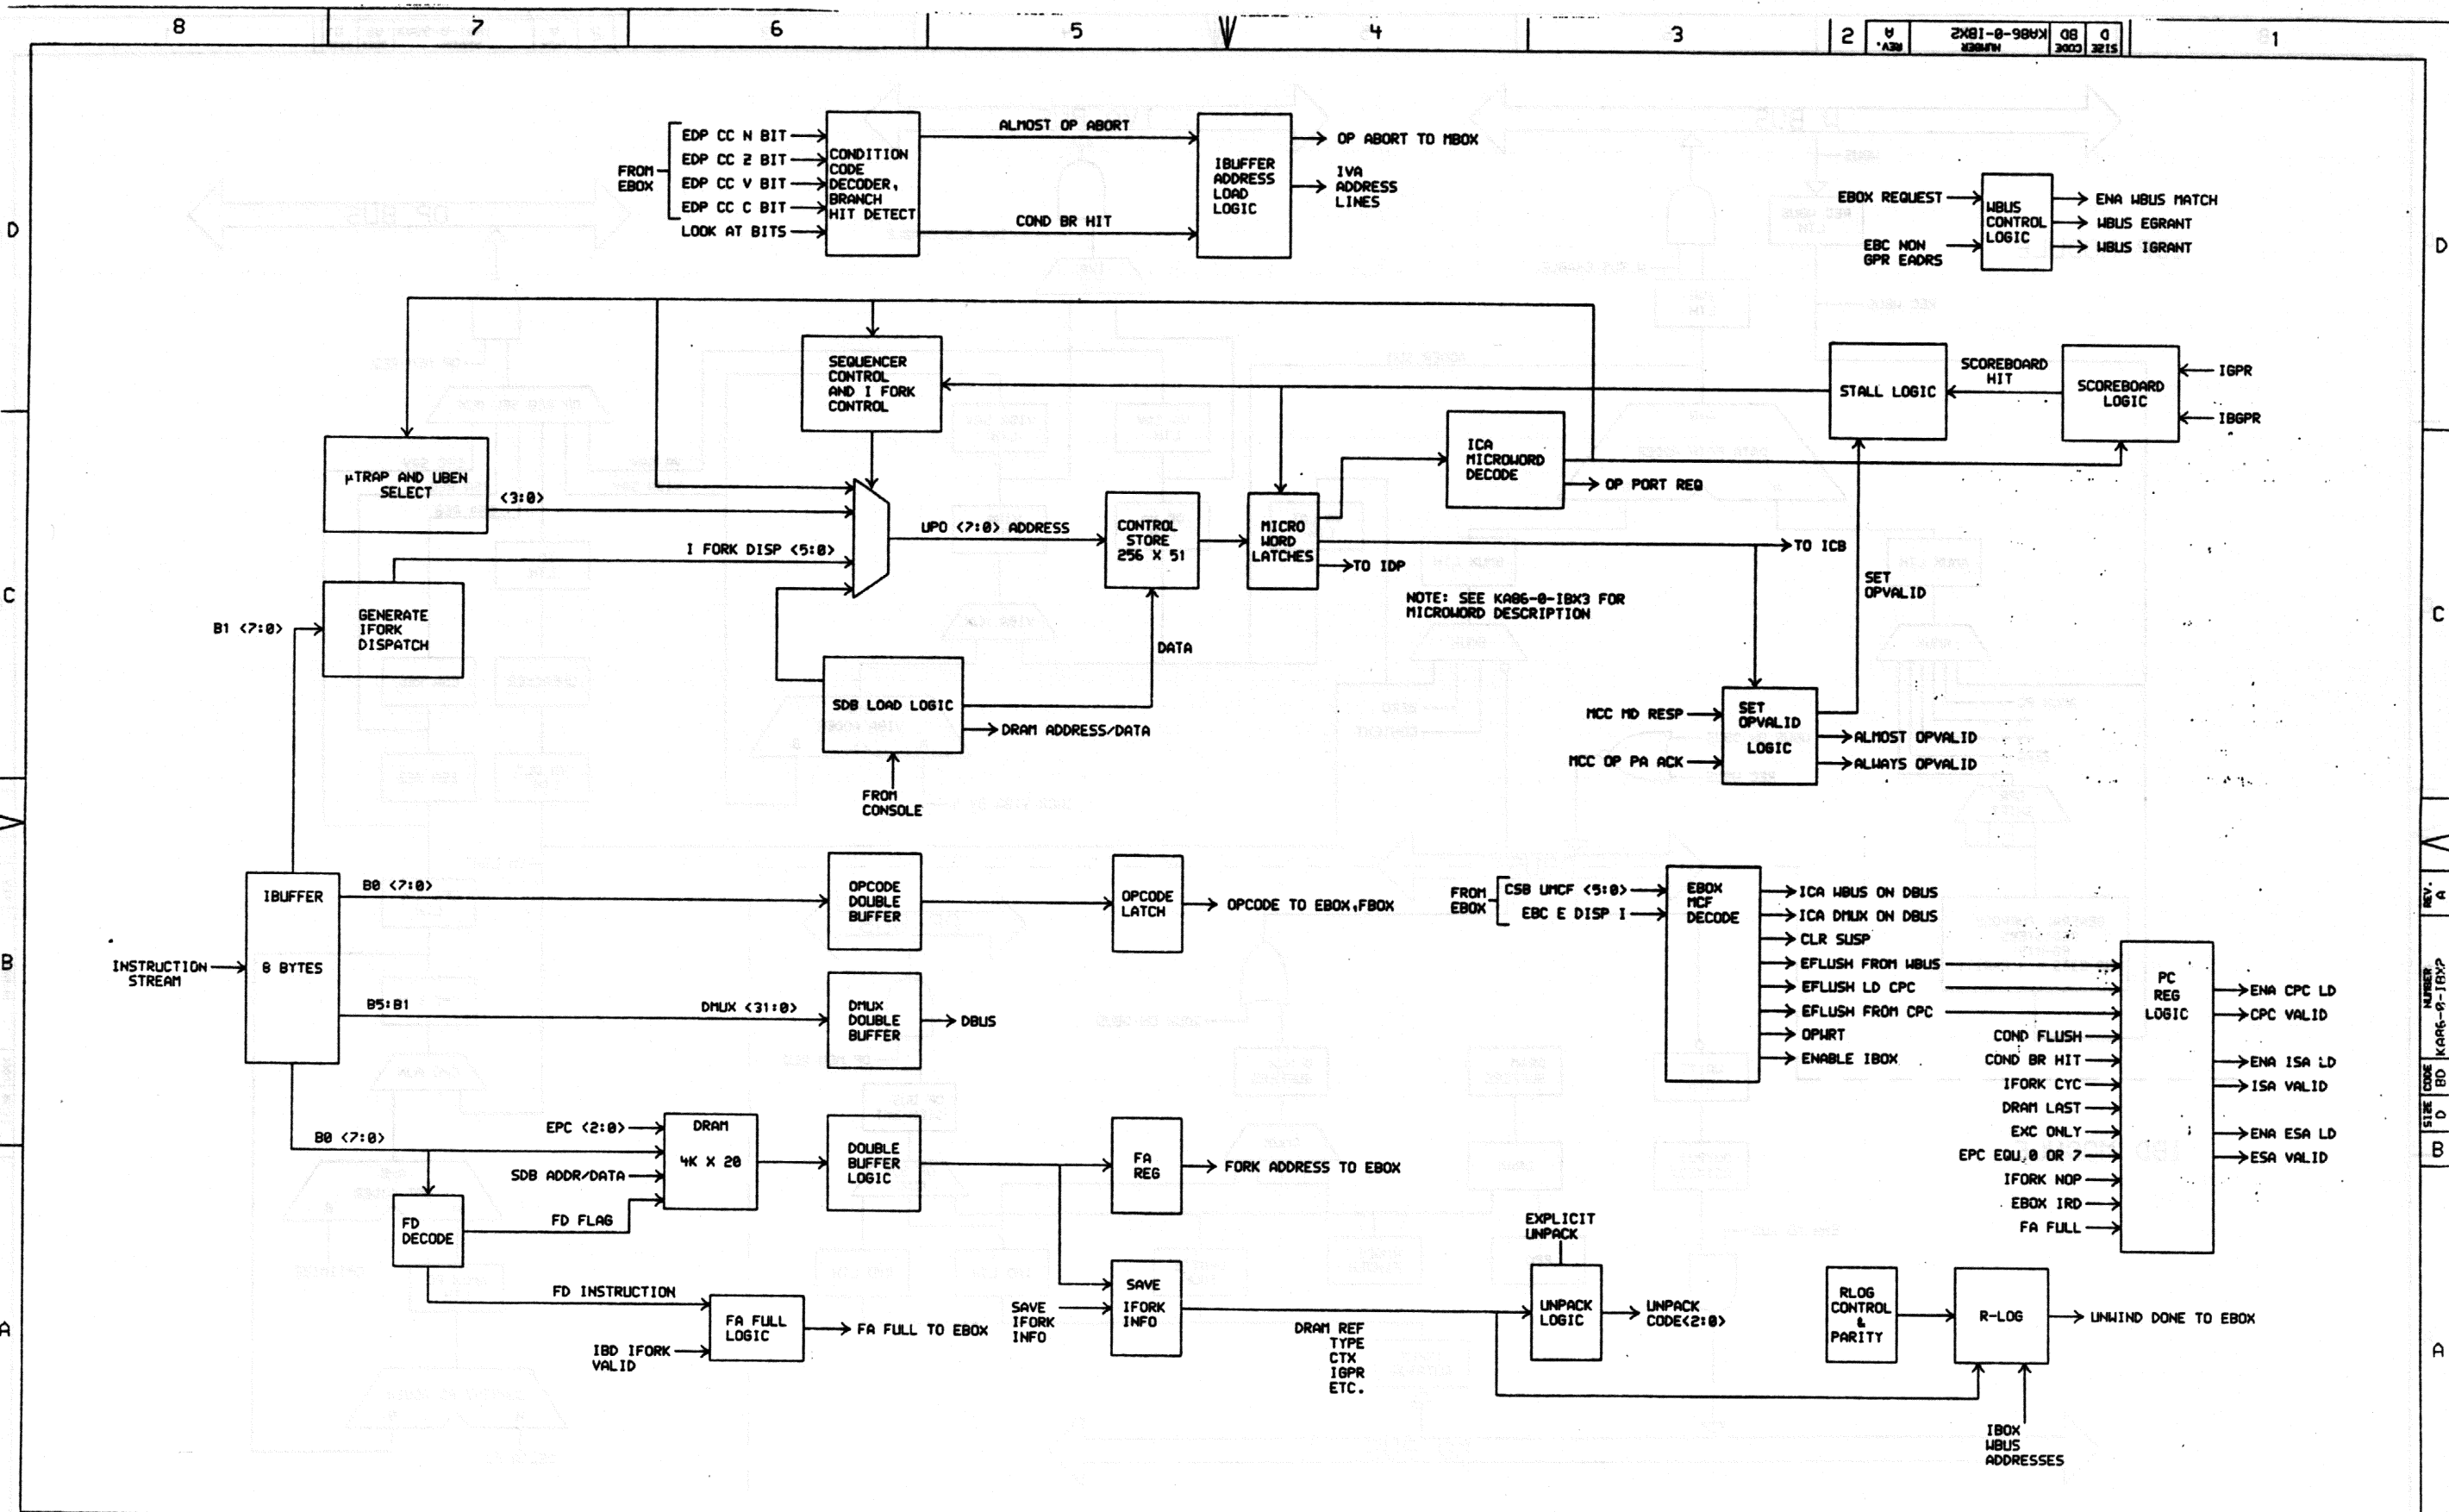 8 7 6 5 4 3 2 1
REV. A
NUMBER KA86-0-IBX2
CODE BD
SIZE D
D
FROM EBOX
EDP CC N BIT
EDP CC Z BIT
EDP CC V BIT
EDP CC C BIT
LOOK AT BITS
CONDITION
CODE
DECODER,
BRANCH
HIT DETECT
ALMOST OP ABORT
COND BR HIT
IBUFFER
ADDRESS
LOAD
LOGIC
OP ABORT TO MBOX
IVA
ADDRESS
LINES
EBOX REQUEST
EBC NON
GPR EADRS
WBUS
CONTROL
LOGIC
ENA WBUS MATCH
WBUS EGRANT
WBUS IGRANT
D
SEQUENCER
CONTROL
AND I FORK
CONTROL
STALL LOGIC
SCOREBOARD
HIT
SCOREBOARD
LOGIC
IGPR
IBGPR
µTRAP AND UBEN
SELECT
<3:0>
I FORK DISP <5:0>
UPO <7:0> ADDRESS
CONTROL
STORE
256 X 51
MICRO
WORD
LATCHES
ICA
MICROWORD
DECODE
OP PORT REQ
TO ICB
TO IDP
NOTE: SEE KA86-0-IBX3 FOR
MICROWORD DESCRIPTION
SET
OPVALID
C
B1 <7:0>
GENERATE
IFORK
DISPATCH
SDB LOAD LOGIC
DATA
DRAM ADDRESS/DATA
FROM
CONSOLE
MCC MD RESP
MCC OP PA ACK
SET
OPVALID
LOGIC
ALMOST OPVALID
ALWAYS OPVALID
C
IBUFFER
8 BYTES
INSTRUCTION
STREAM
B0 <7:0>
OPCODE
DOUBLE
BUFFER
OPCODE
LATCH
OPCODE TO EBOX,FBOX
B5:B1
DMUX <31:0>
DMUX
DOUBLE
BUFFER
DBUS
FROM
EBOX
CSB UMCF <5:0>
EBC E DISP I
EBOX
MCF
DECODE
ICA WBUS ON DBUS
ICA DMUX ON DBUS
CLR SUSP
EFLUSH FROM WBUS
EFLUSH LD CPC
EFLUSH FROM CPC
OPWRT
ENABLE IBOX
PC
REG
LOGIC
COND FLUSH
COND BR HIT
IFORK CYC
DRAM LAST
EXC ONLY
EPC EQU 0 OR 7
IFORK NOP
EBOX IRD
FA FULL
ENA CPC LD
CPC VALID
ENA ISA LD
ISA VALID
ENA ESA LD
ESA VALID
B
REV. A
NUMBER KA86-0-IBX2
CODE BD
SIZE D
B
B0 <7:0>
EPC <2:0>
SDB ADDR/DATA
FD FLAG
DRAM
4K X 20
DOUBLE
BUFFER
LOGIC
FA
REG
FORK ADDRESS TO EBOX
FD
DECODE
FD INSTRUCTION
IBD IFORK
VALID
FA FULL
LOGIC
FA FULL TO EBOX
SAVE
IFORK
INFO
SAVE
IFORK
INFO
DRAM REF
TYPE
CTX
IGPR
ETC.
EXPLICIT
UNPACK
UNPACK
LOGIC
UNPACK
CODE<2:0>
RLOG
CONTROL
&
PARITY
R-LOG
UNWIND DONE TO EBOX
IBOX
WBUS
ADDRESSES
A
A